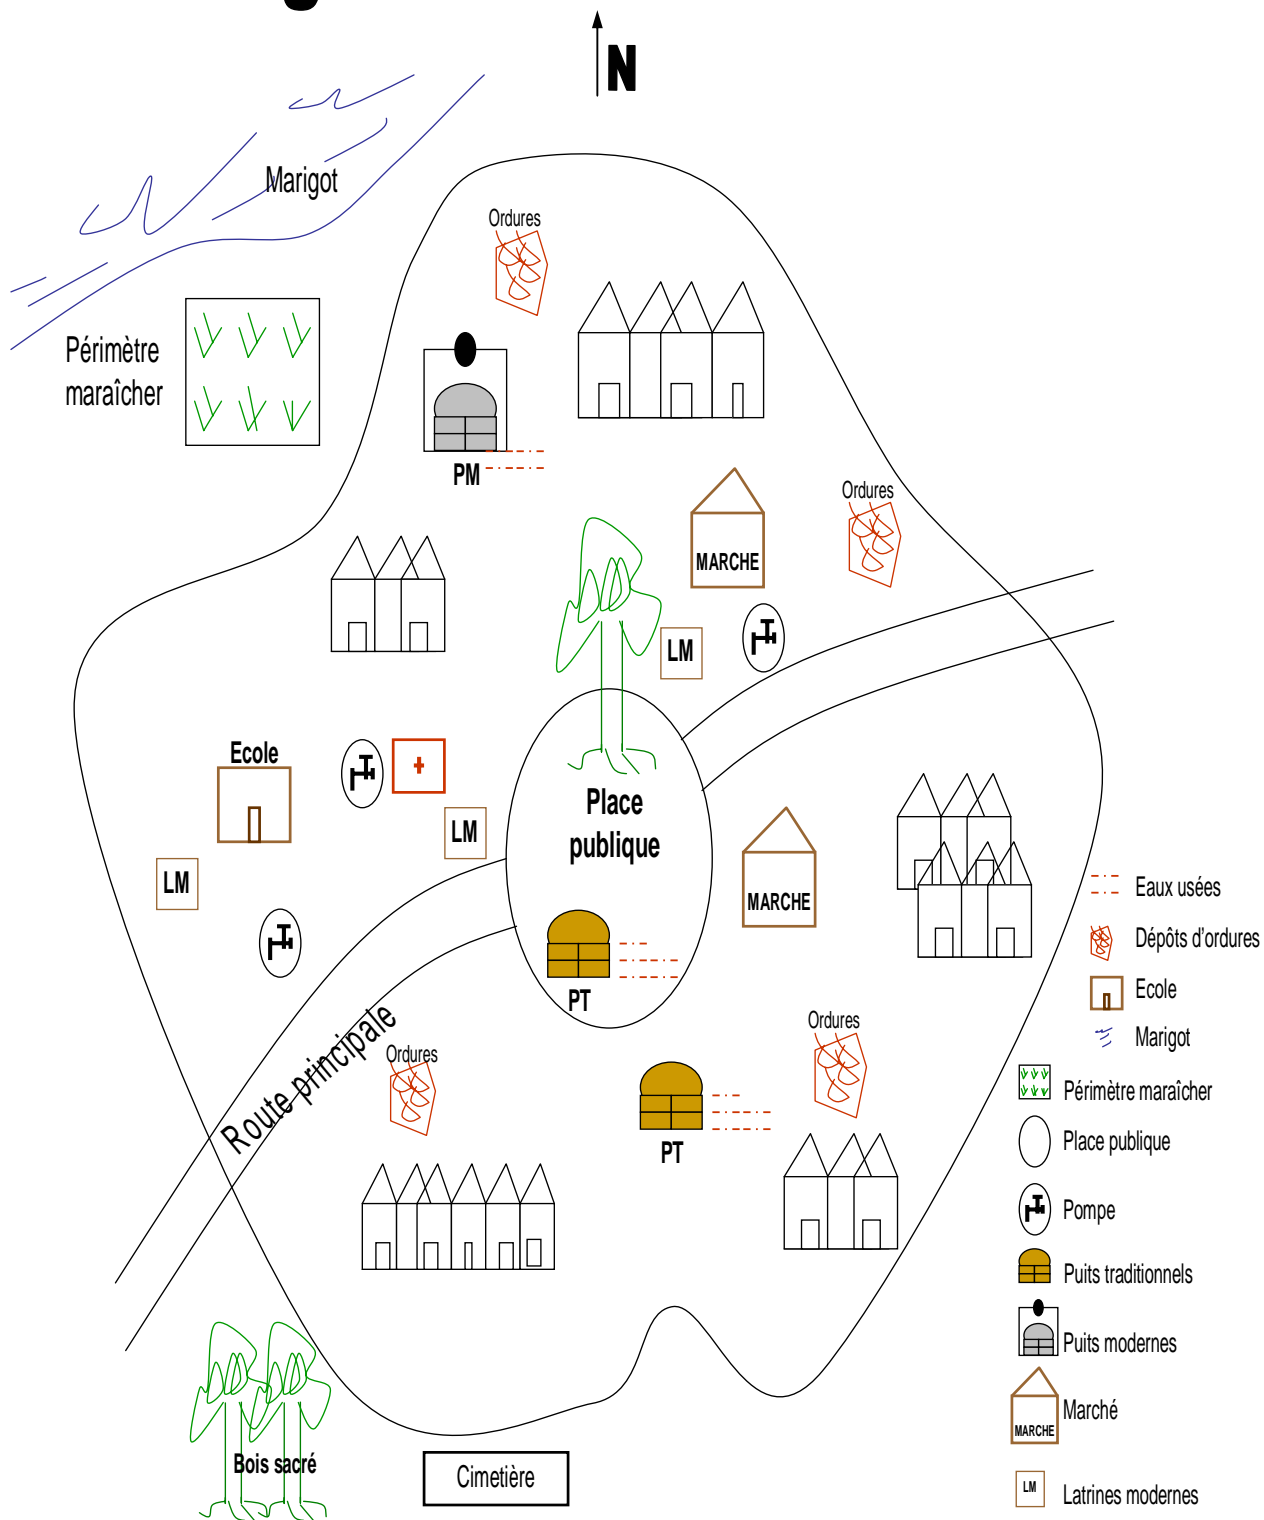 N
Marigot
Ordures
Périmètre
maraîcher
PM
Ordures
MARCHE
LM
Ecole
LM
Place
publique
LM
MARCHE
PT
Route principale
Ordures
Ordures
PT
Bois sacré
Cimetière
Eaux usées
Dépôts d'ordures
Ecole
Marigot
Périmètre maraîcher
Place publique
Pompe
Puits traditionnels
Puits modernes
MARCHE
Marché
LM
Latrines modernes